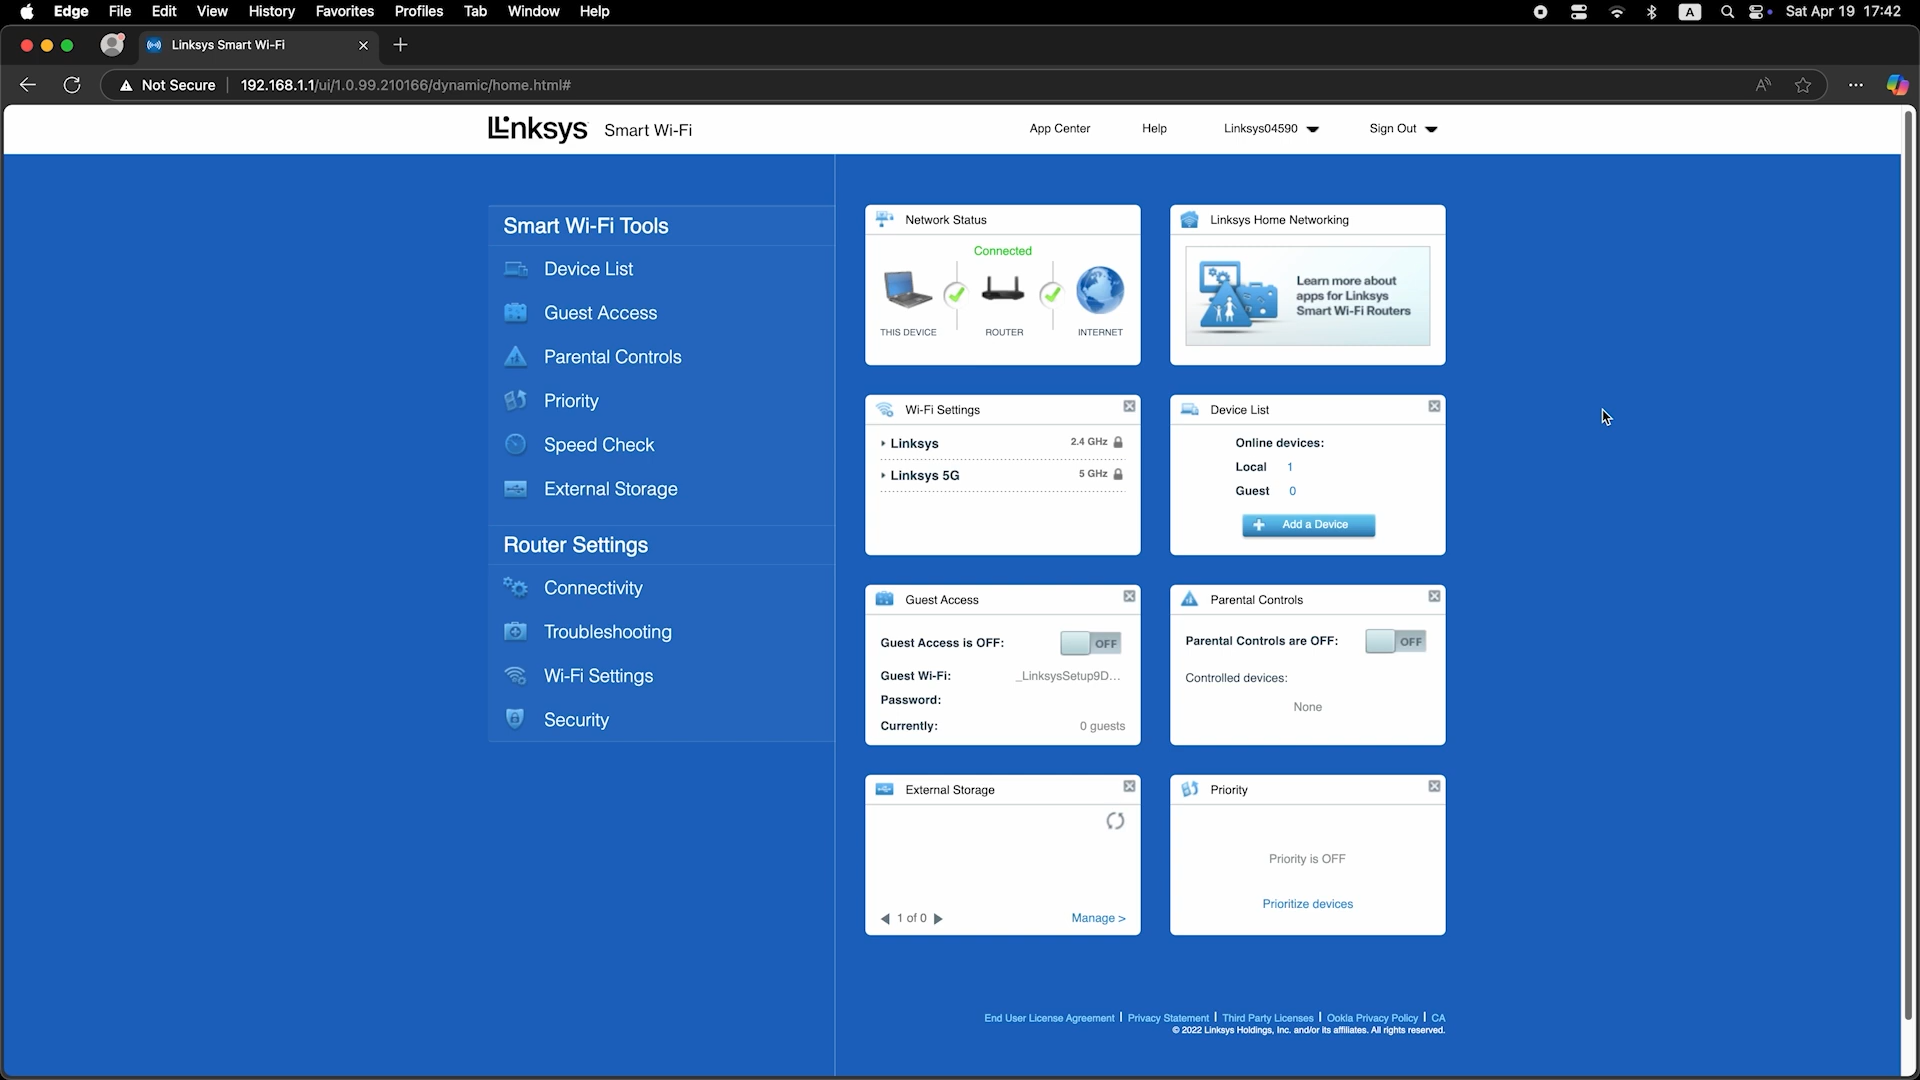 Edge File Edit View History Favorites Profiles Tab Window Help
A Sat Apr 19 17:42
Linksys Smart Wi-Fi
Not Secure 192.168.1.1/ui/1.0.99.210166/dynamic/home.html#
Linksys Smart Wi-Fi
App Center Help Linksys04590 Sign Out
Smart Wi-Fi Tools
Device List
Guest Access
Parental Controls
Priority
Speed Check
External Storage
Router Settings
Connectivity
Troubleshooting
Wi-Fi Settings
Security
Network Status
Connected
THIS DEVICE ROUTER INTERNET
Linksys Home Networking
Learn more about
apps for Linksys
Smart Wi-Fi Routers
Wi-Fi Settings
Linksys 2.4 GHz
Linksys 5G 5 GHz
Device List
Online devices:
Local 1
Guest 0
+ Add a Device
Guest Access
Guest Access is OFF: OFF
Guest Wi-Fi: _LinksysSetup9D...
Password:
Currently: 0 guests
Parental Controls
Parental Controls are OFF: OFF
Controlled devices:
None
External Storage
1 of 0 Manage >
Priority
Priority is OFF
Prioritize devices
End User License Agreement | Privacy Statement | Third Party Licenses | Ookla Privacy Policy | CA
© 2022 Linksys Holdings, Inc. and/or its affiliates. All rights reserved.